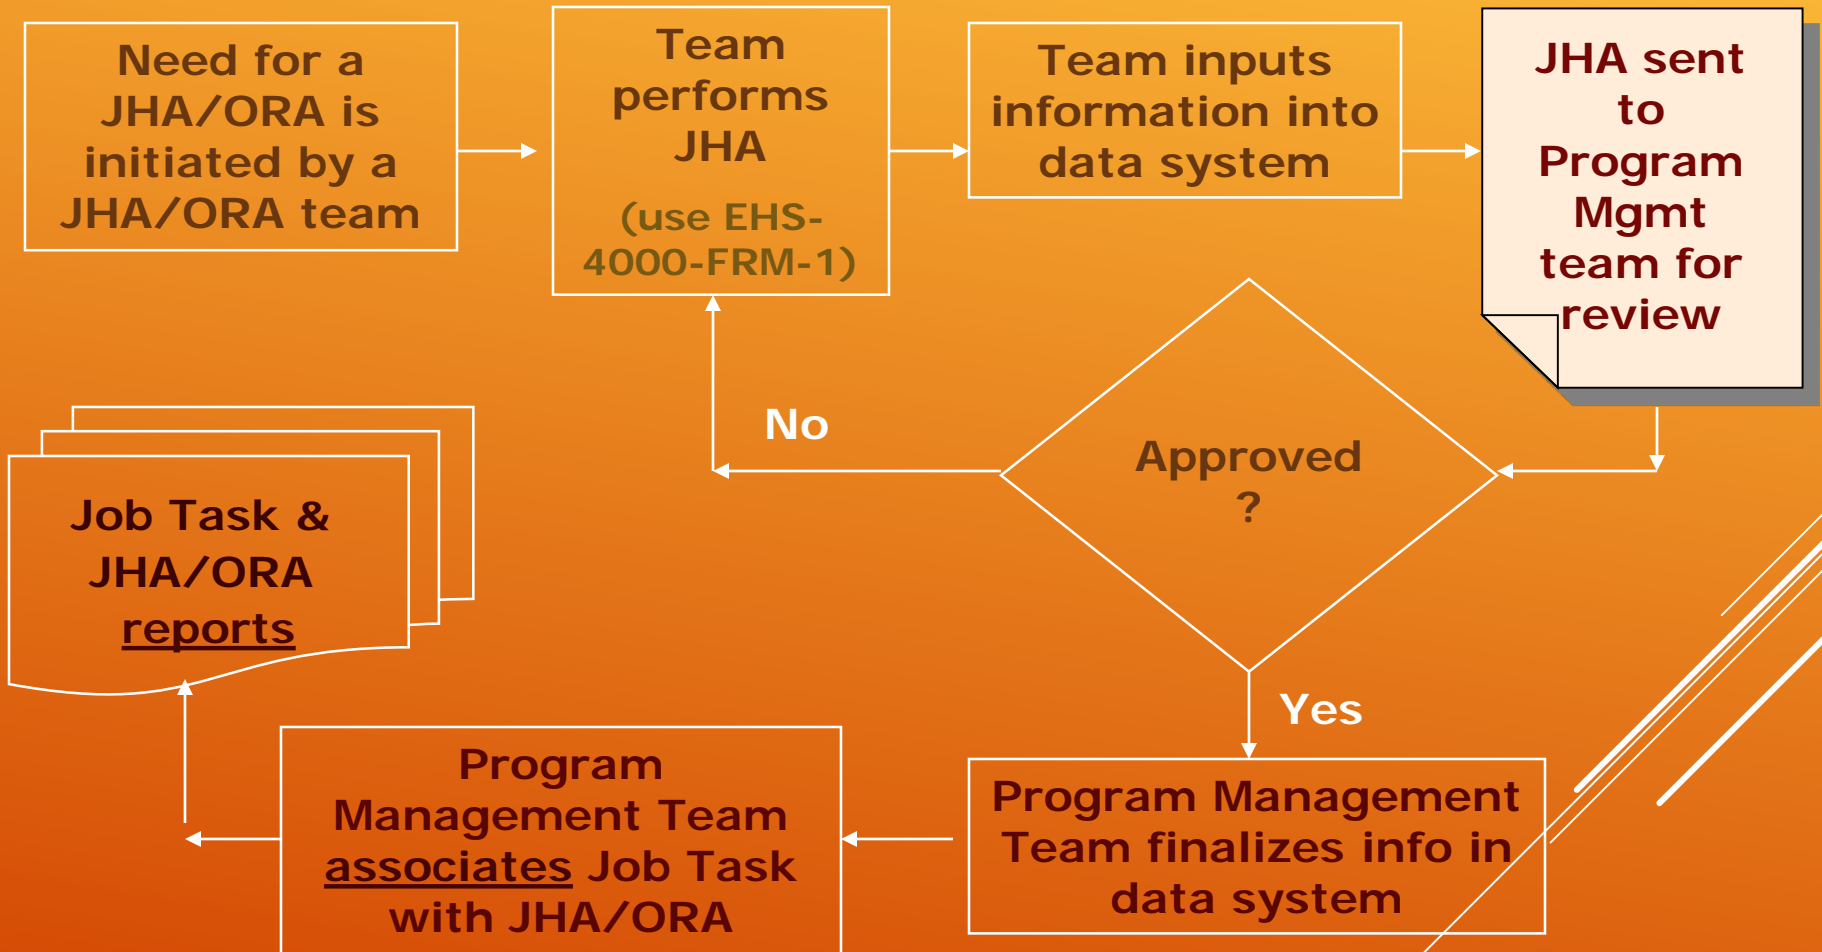 Need for a
JHA/ORA is
initiated by a
JHA/ORA team
Team
performs
JHA
(use EHS-
4000-FRM-1)
Team inputs
information into
data system
JHA sent
to
Program
Mgmt
team for
review
Approved
?
No
Yes
Program Management
Team finalizes info in
data system
Program
Management Team
associates Job Task
with JHA/ORA
Job Task &
JHA/ORA
reports